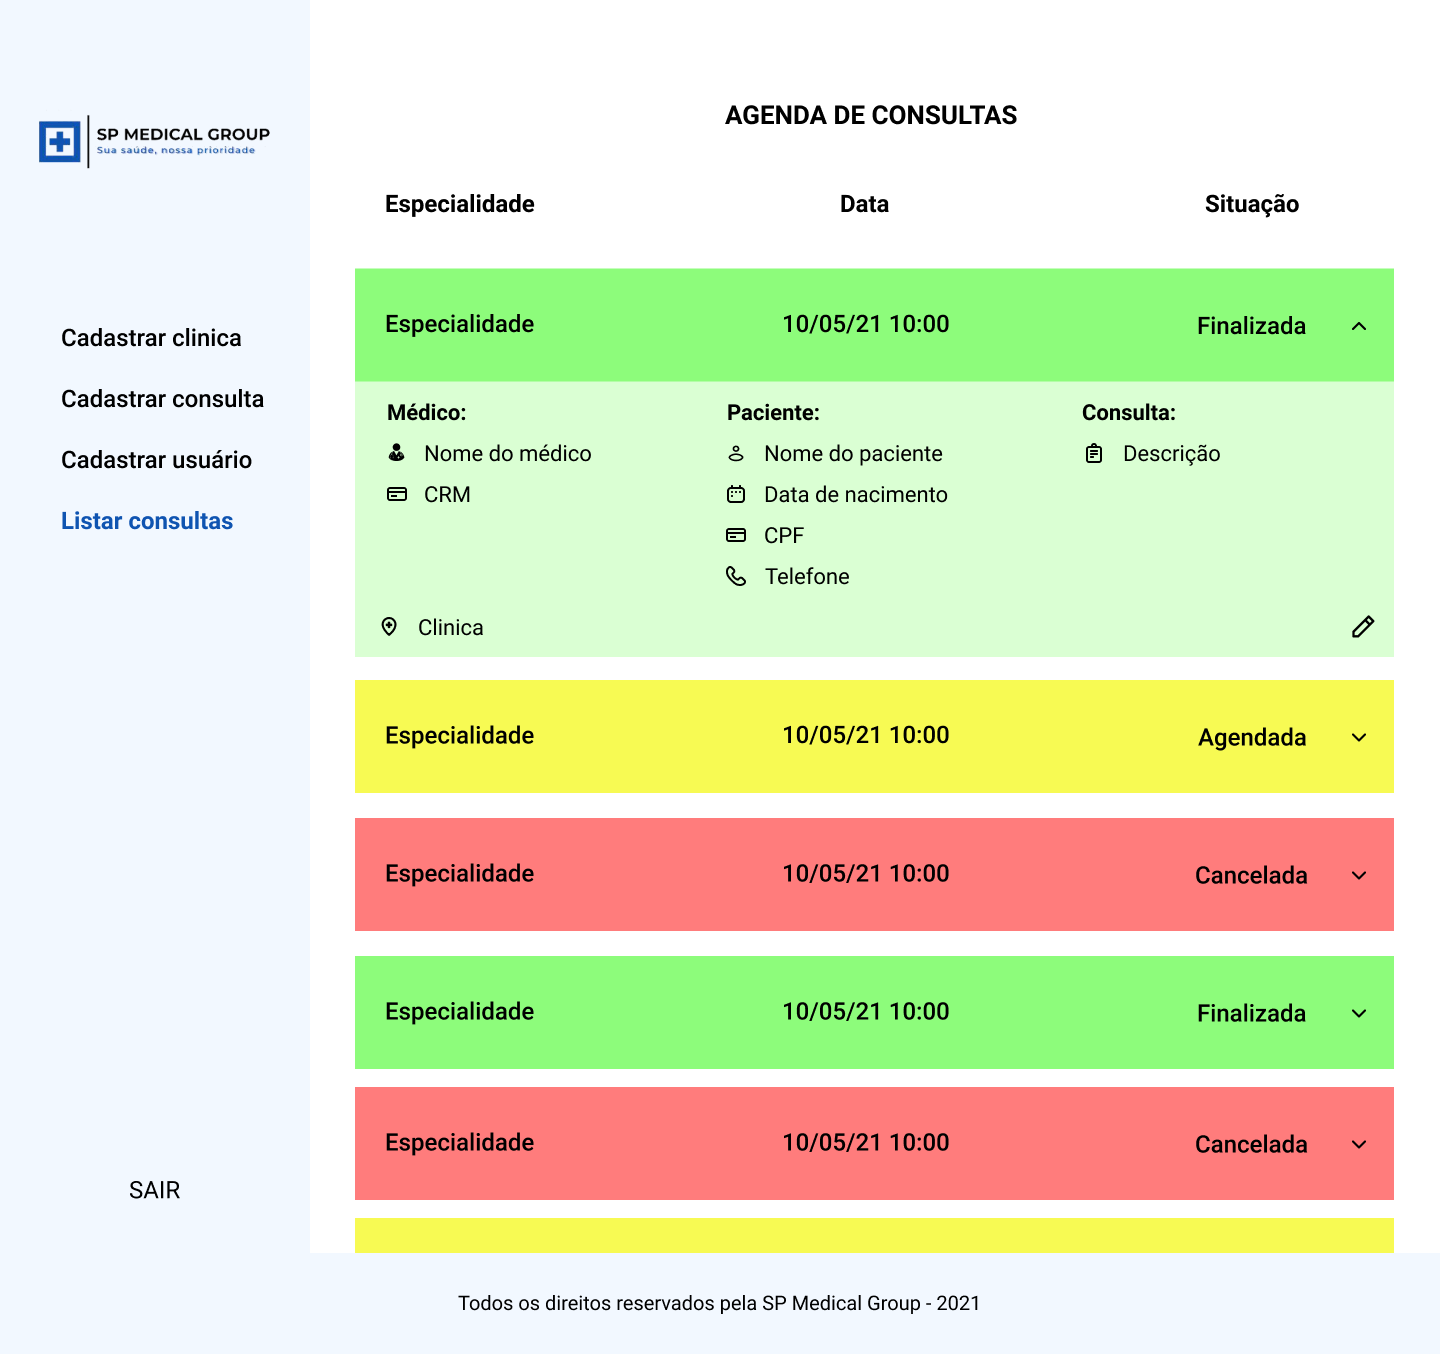 SP MEDICAL GROUP
Sua saúde, nossa prioridade
Cadastrar clinica
Cadastrar consulta
Cadastrar usuário
Listar consultas
SAIR
AGENDA DE CONSULTAS
Especialidade Data Situação
Especialidade 10/05/21 10:00 Finalizada
Médico: Paciente: Consulta:
Nome do médico Nome do paciente Descrição
CRM Data de nacimento
CPF
Telefone
Clinica
Especialidade 10/05/21 10:00 Agendada
Especialidade 10/05/21 10:00 Cancelada
Especialidade 10/05/21 10:00 Finalizada
Especialidade 10/05/21 10:00 Cancelada
Todos os direitos reservados pela SP Medical Group - 2021